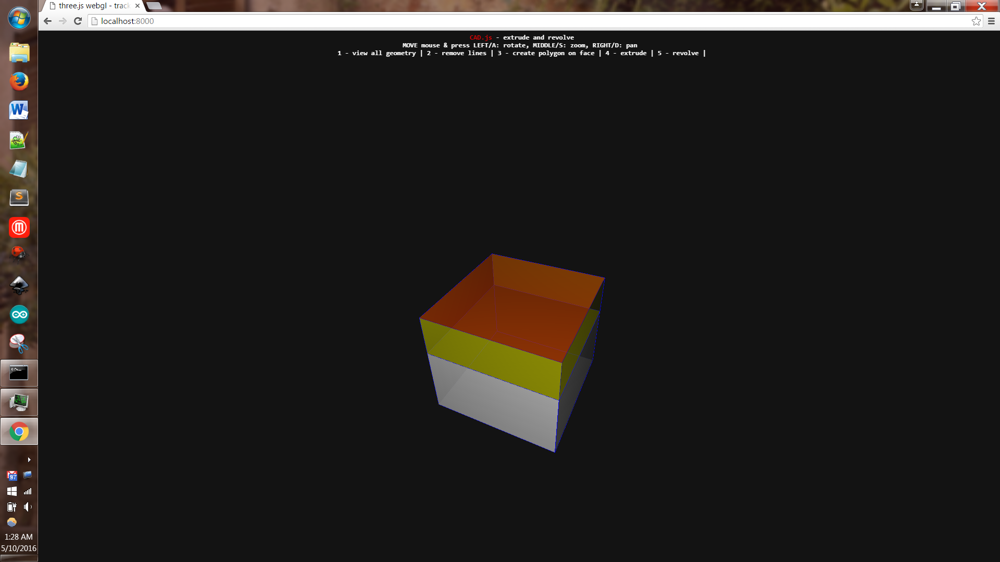 three.js webgl - track
localhost:8000
CAD.js - extrude and revolve
MOVE mouse & press LEFT/A: rotate, MIDDLE/S: zoom, RIGHT/D: pan
1 - view all geometry | 2 - remove lines | 3 - create polygon on face | 4 - extrude | 5 - revolve |
97
1:28 AM
5/10/2016